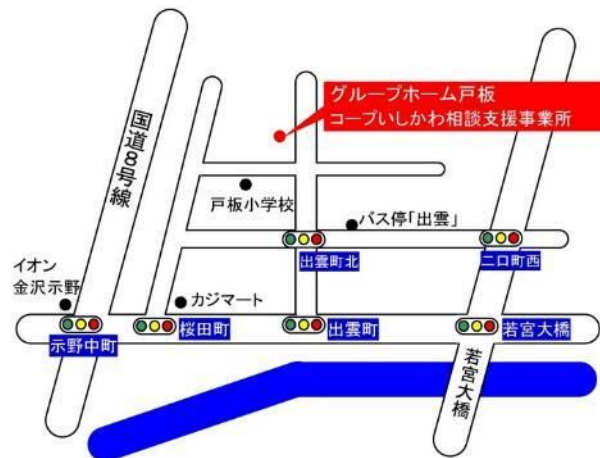 グループホーム戸板
コープいしかわ相談支援事業所
国道8号線
戸板小学校
バス停「出雲」
出雲町北
二口町西
イオン
金沢示野
カジマート
示野中町
桜田町
出雲町
若宮大橋
若宮大橋